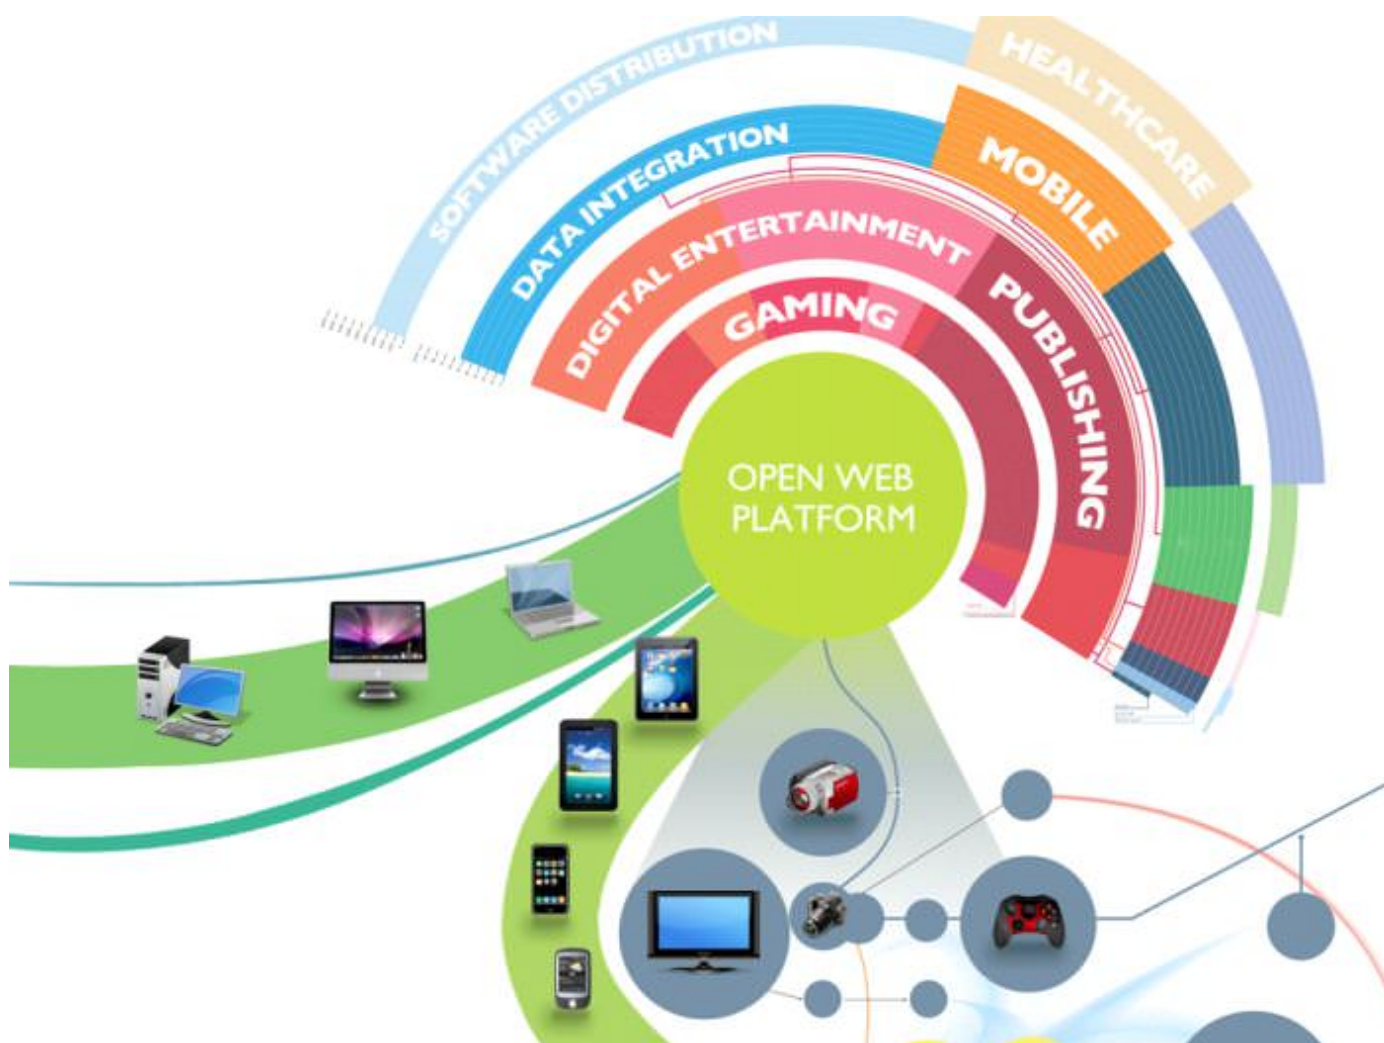 SOFTWARE DISTRIBUTION
HEALTHCARE
DATA INTEGRATION
MOBILE
DIGITAL ENTERTAINMENT
PUBLISHING
GAMING
OPEN WEB
PLATFORM